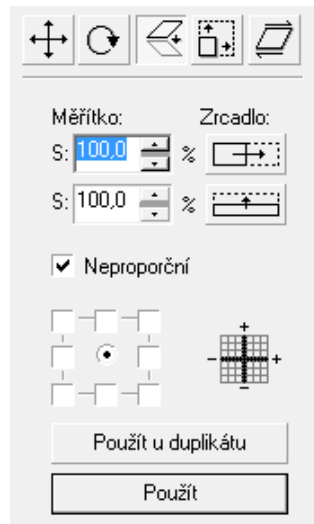 Měřítko: Zrcadlo:
S: 100,0 %
S: 100,0 %
✓ Neproporční
+
- +
-
Použít u duplikátu
Použít